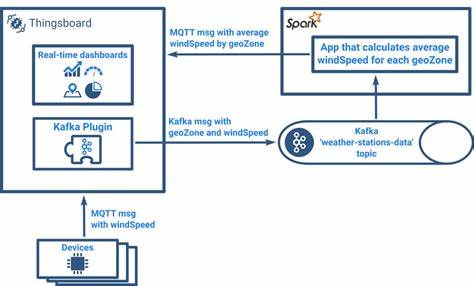 Thingsboard
Real-time dashboards
Kafka Plugin
MQTT msg with average
windSpeed by geoZone
Spark
App that calculates average
windSpeed for each geoZone
Kafka msg with
geoZone and windSpeed
Kafka
'weather-stations-data'
topic
MQTT msg
with windSpeed
Devices